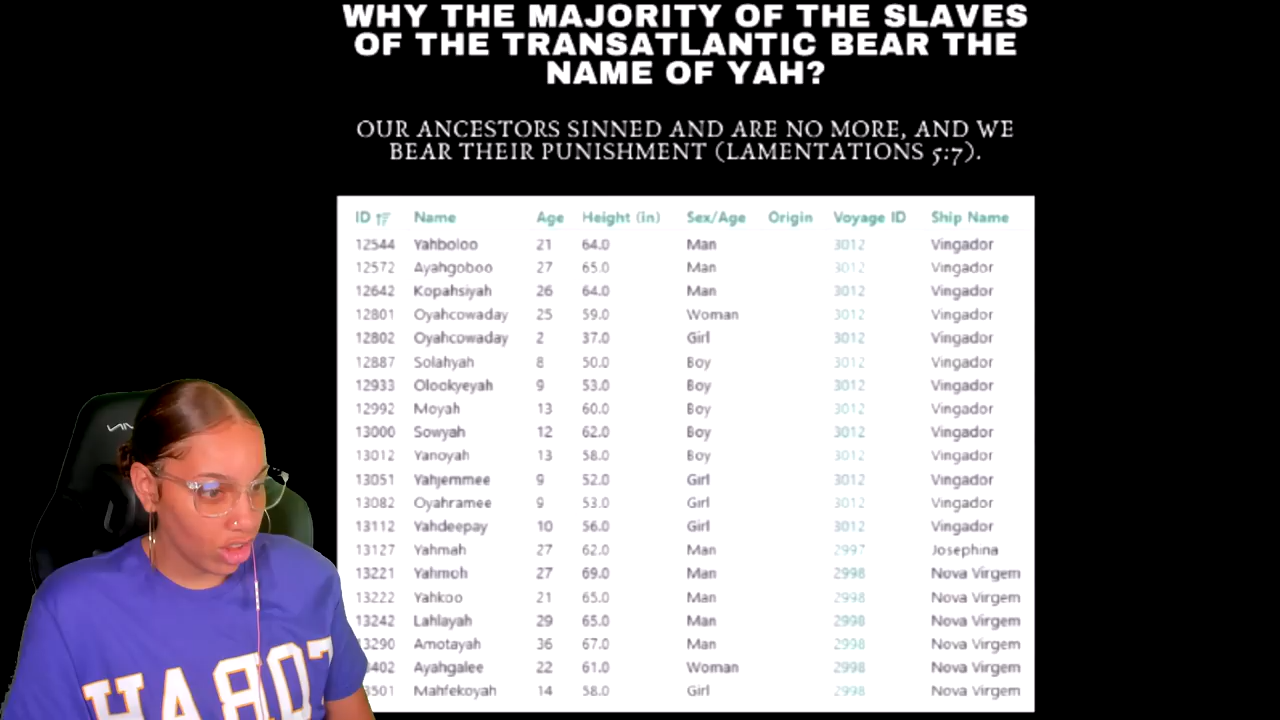 WHY THE MAJORITY OF THE SLAVES
OF THE TRANSATLANTIC BEAR THE
NAME OF YAH?
OUR ANCESTORS SINNED AND ARE NO MORE, AND WE
BEAR THEIR PUNISHMENT (LAMENTATIONS 5:7).
ID Name Age Height (in) Sex/Age Origin Voyage ID Ship Name
12544 Yahboloo 21 64.0 Man 3012 Vingador
12572 Ayahgoboo 27 65.0 Man 3012 Vingador
12642 Kopahsiyah 26 64.0 Man 3012 Vingador
12801 Oyahcowaday 25 59.0 Woman 3012 Vingador
12802 Oyahcowaday 2 37.0 Girl 3012 Vingador
12887 Solahyah 8 50.0 Boy 3012 Vingador
12933 Olookyeyah 9 53.0 Boy 3012 Vingador
12992 Moyah 13 60.0 Boy 3012 Vingador
13000 Sowyah 12 62.0 Boy 3012 Vingador
13012 Yanoyah 13 58.0 Boy 3012 Vingador
13051 Yahjemmee 9 52.0 Girl 3012 Vingador
13082 Oyahramee 9 53.0 Girl 3012 Vingador
13112 Yahdeepay 10 56.0 Girl 3012 Vingador
13127 Yahmah 27 62.0 Man 2997 Josephina
13221 Yahmoh 27 69.0 Man 2998 Nova Virgem
13222 Yahkoo 21 65.0 Man 2998 Nova Virgem
13242 Lahlayah 29 65.0 Man 2998 Nova Virgem
3290 Amotayah 36 67.0 Man 2998 Nova Virgem
402 Ayahgalee 22 61.0 Woman 2998 Nova Virgem
3501 Mahfekoyah 14 58.0 Girl 2998 Nova Virgem